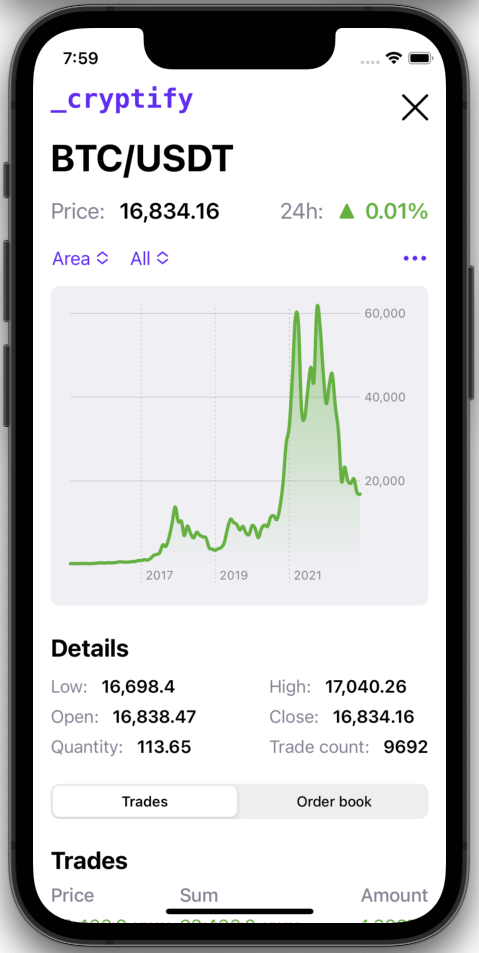 7:59
_cryptify
BTC/USDT
Price: 16,834.16 24h: ▲ 0.01%
Area All
60,000
40,000
20,000
2017 2019 2021
Details
Low: 16,698.4 High: 17,040.26
Open: 16,838.47 Close: 16,834.16
Quantity: 113.65 Trade count: 9692
Trades Order book
Trades
Price Sum Amount